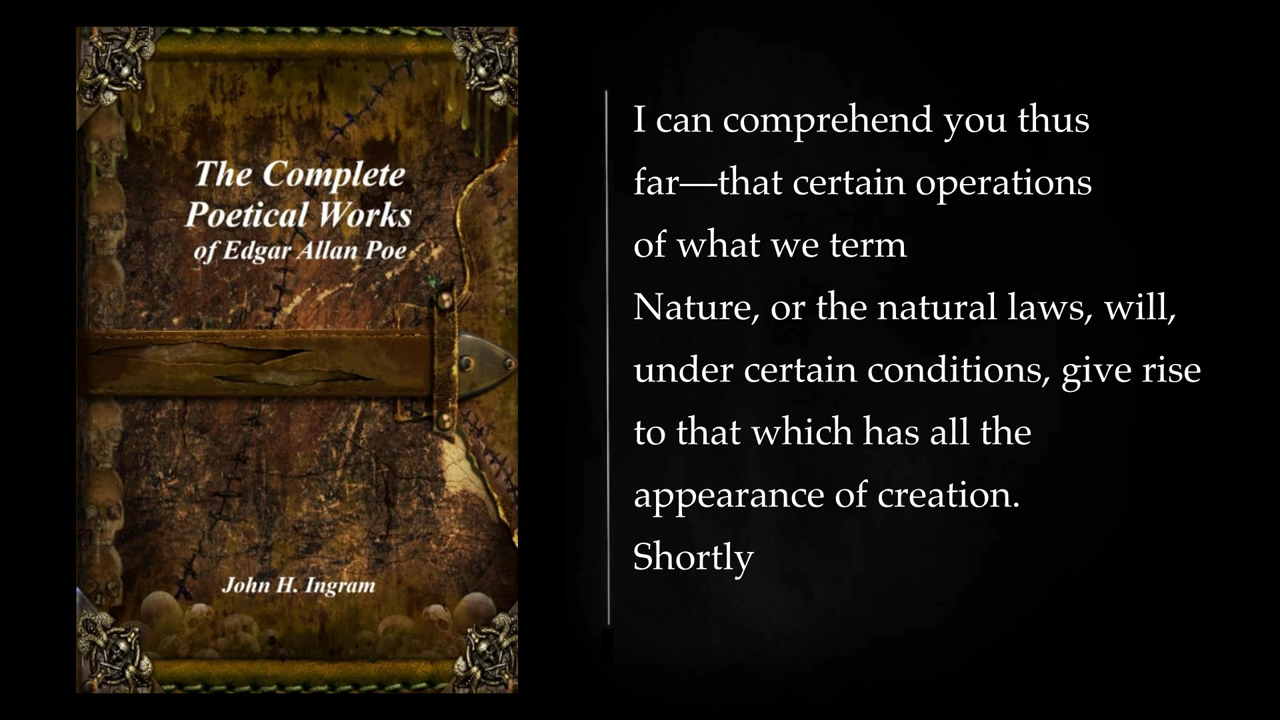 The Complete
Poetical Works
of Edgar Allan Poe
John H. Ingram
I can comprehend you thus
far—that certain operations
of what we term
Nature, or the natural laws, will,
under certain conditions, give rise
to that which has all the
appearance of creation.
Shortly